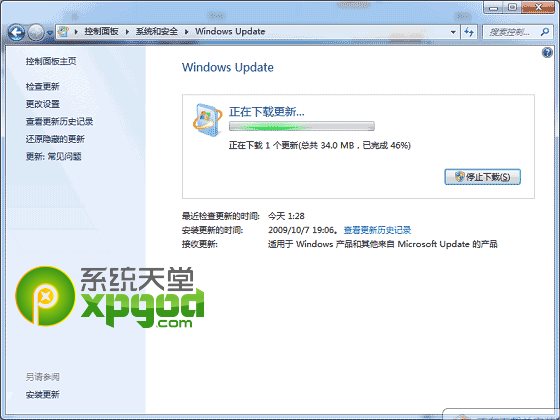 控制面板 ▸ 系统和安全 ▸ Windows Update
搜索控制...
控制面板主页
检查更新
更改设置
查看更新历史记录
还原隐藏的更新
更新: 常见问题
Windows Update
正在下载更新...
正在下载 1 个更新(总共 34.0 MB，已完成 46%)
停止下载(S)
最近检查更新的时间: 今天 1:28
安装更新的时间: 2009/10/7 19:06。查看更新历史记录
接收更新: 适用于 Windows 产品和其他来自 Microsoft Update 的产品
系统天堂
xpgod.com
另请参阅
安装更新